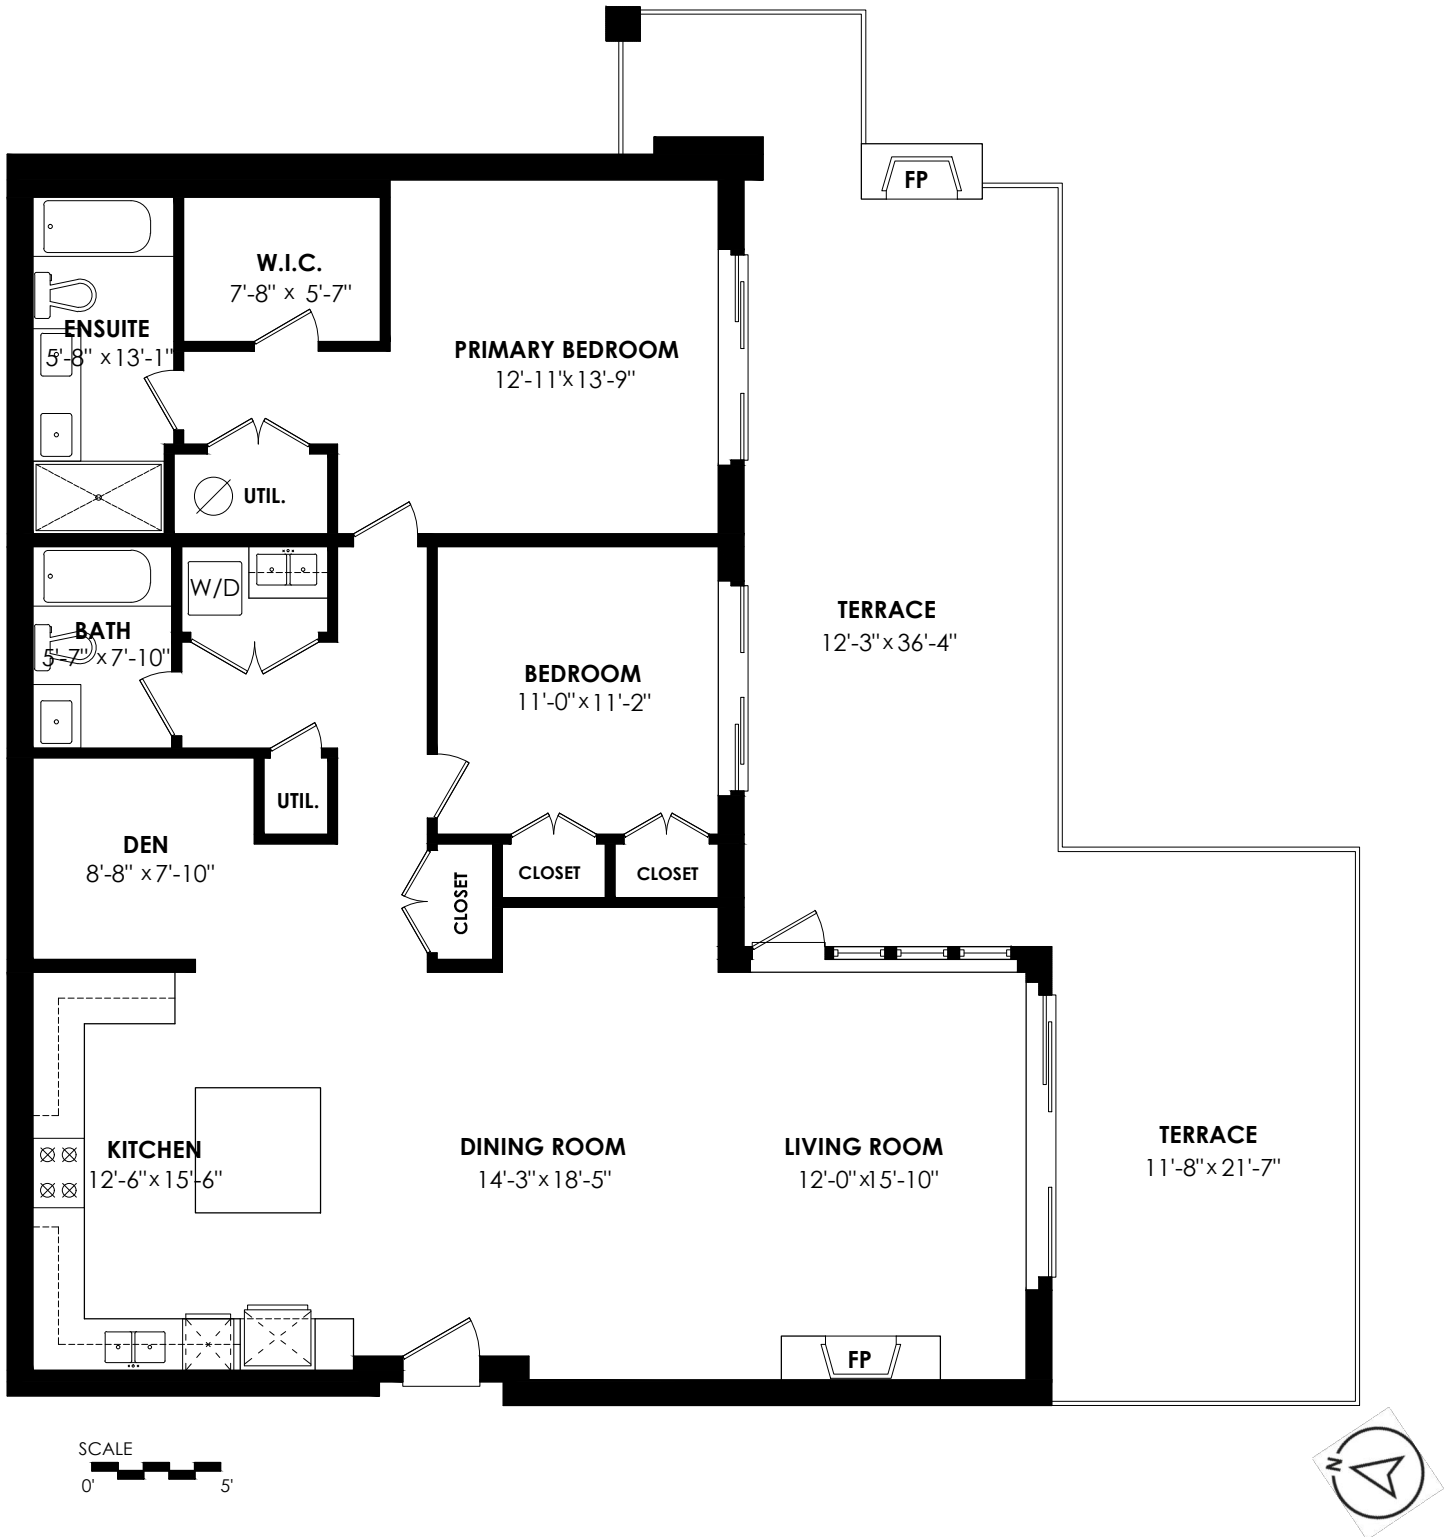 FP
W.I.C.
7'-8" x 5'-7"
ENSUITE
5'-8" x 13'-1"
PRIMARY BEDROOM
12'-11"x 13'-9"
UTIL.
W/D
BATH
5'-7" x 7'-10"
BEDROOM
11'-0" x 11'-2"
TERRACE
12'-3" x 36'-4"
UTIL.
DEN
8'-8" x 7'-10"
CLOSET
CLOSET
CLOSET
KITCHEN
12'-6" x 15'-6"
DINING ROOM
14'-3" x 18'-5"
LIVING ROOM
12'-0" x 15'-10"
TERRACE
11'-8" x 21'-7"
FP
SCALE
0' 5'
N